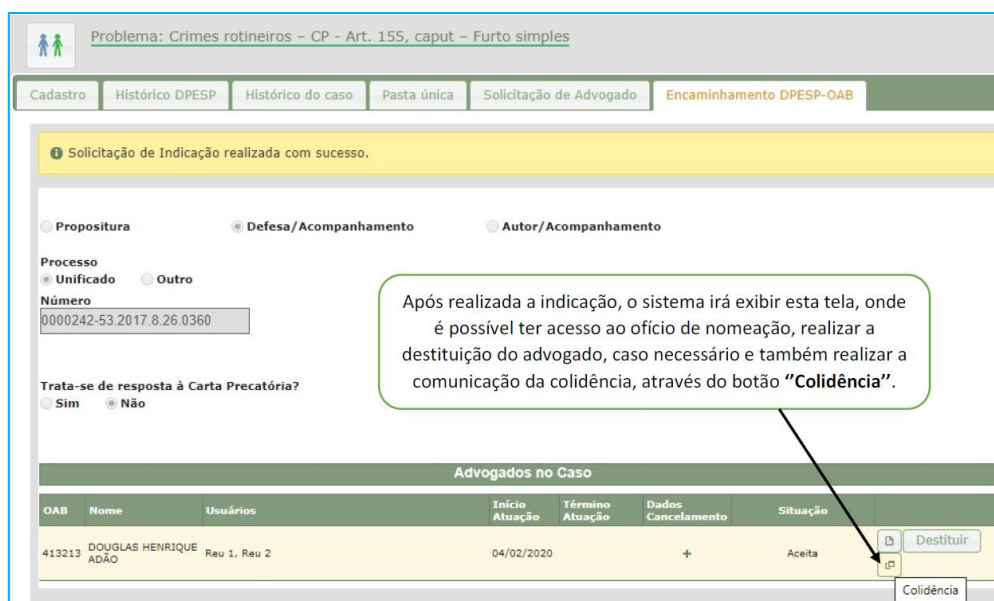 Problema: Crimes rotineiros – CP - Art. 155, caput – Furto simples
Cadastro Histórico DPESP Histórico do caso Pasta única Solicitação de Advogado Encaminhamento DPESP-OAB
Solicitação de Indicação realizada com sucesso.
Propositura Defesa/Acompanhamento Autor/Acompanhamento
Processo
Unificado Outro
Número
0000242-53.2017.8.26.0360
Após realizada a indicação, o sistema irá exibir esta tela, onde
é possível ter acesso ao ofício de nomeação, realizar a
destituição do advogado, caso necessário e também realizar a
comunicação da colidência, através do botão ‘’Colidência’’.
Trata-se de resposta à Carta Precatória?
Sim Não
Advogados no Caso
OAB Nome Usuários Início Atuação Término Atuação Dados Cancelamento Situação
413213 DOUGLAS HENRIQUE ADÃO Reu 1, Reu 2 04/02/2020 + Aceita Destituir
Colidência